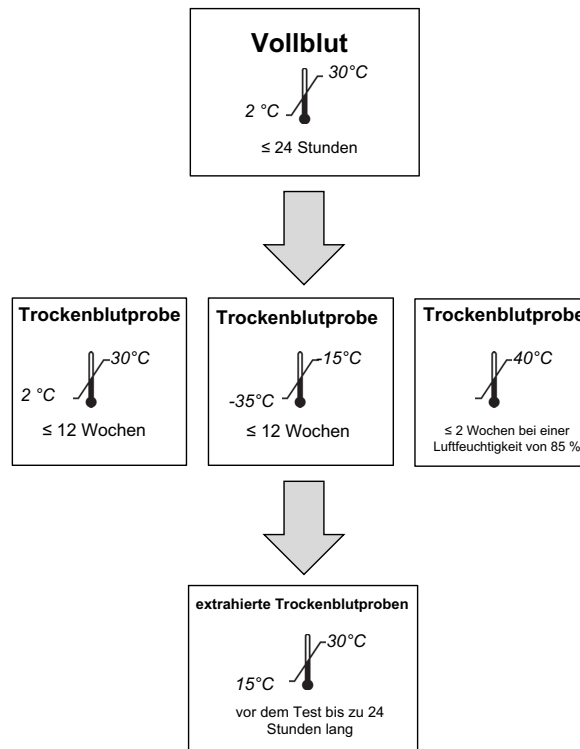 Vollblut
30°C
2 °C
≤ 24 Stunden
Trockenblutprobe
30°C
2 °C
≤ 12 Wochen
Trockenblutprobe
-15°C
-35°C
≤ 12 Wochen
Trockenblutprobe
40°C
≤ 2 Wochen bei einer
Luftfeuchtigkeit von 85 %
extrahierte Trockenblutproben
30°C
15°C
vor dem Test bis zu 24
Stunden lang